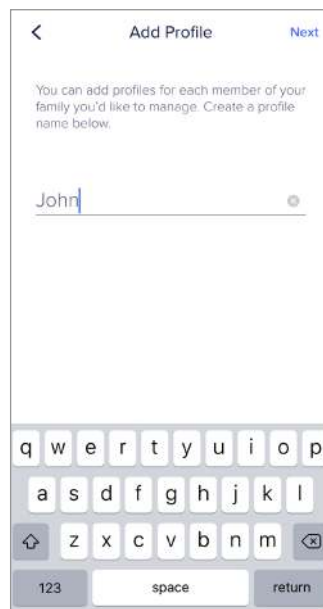 Add Profile Next
You can add profiles for each member of your
family you'd like to manage. Create a profile
name below.
John
q w e r t y u i o p
a s d f g h j k l
z x c v b n m
123 space return